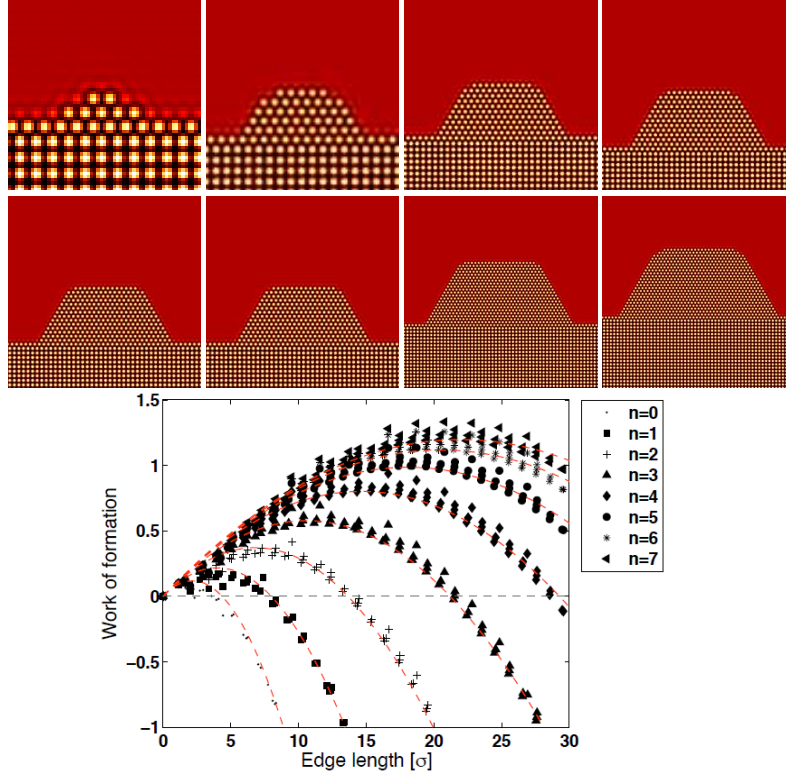 1.5
1
0.5
0
-0.5
-1
0 5 10 15 20 25 30
Work of formation
Edge length [σ]
n=0
n=1
n=2
n=3
n=4
n=5
n=6
n=7